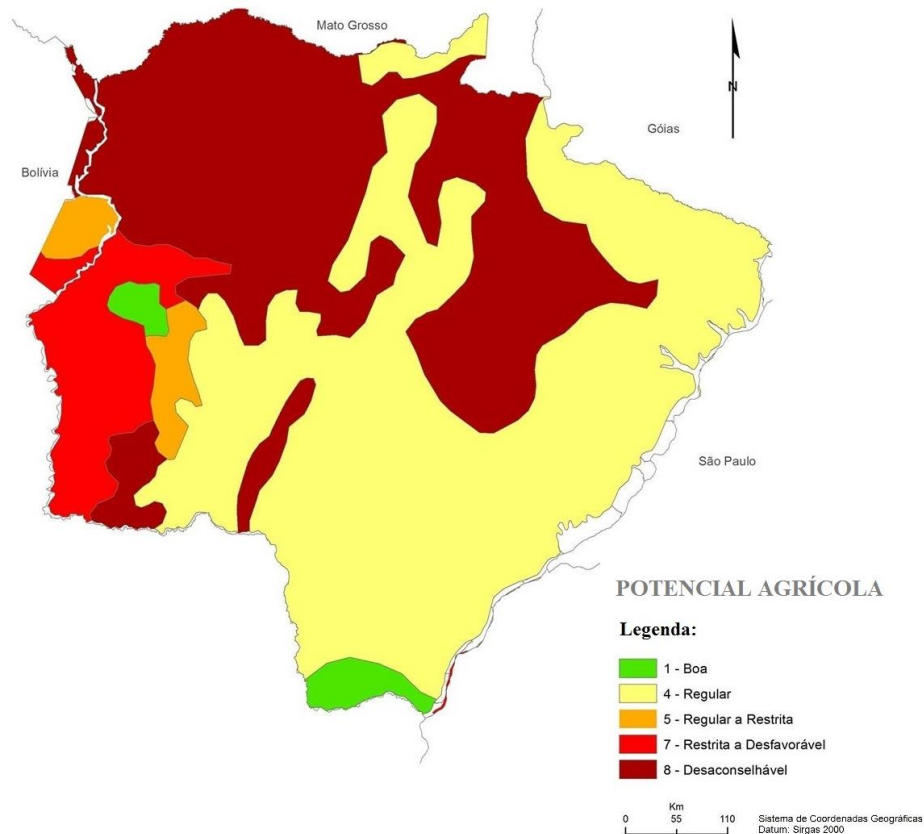 Mato Grosso
N
Góias
Bolívia
São Paulo
POTENCIAL AGRÍCOLA
Legenda:
1 - Boa
4 - Regular
5 - Regular a Restrita
7 - Restrita a Desfavorável
8 - Desaconselhável
Km
0 55 110
Sistema de Coordenadas Geográficas
Datum: Sirgas 2000